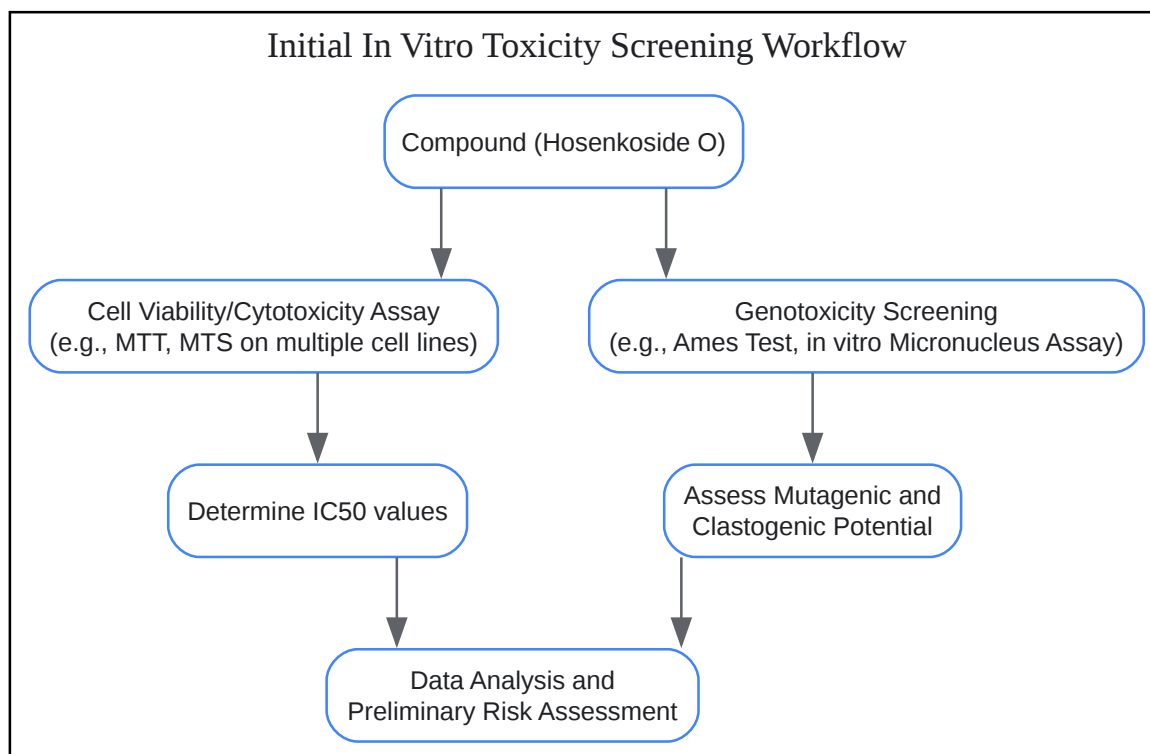 Initial In Vitro Toxicity Screening Workflow
Compound (Hosenkoside O)
Cell Viability/Cytotoxicity Assay
(e.g., MTT, MTS on multiple cell lines)
Genotoxicity Screening
(e.g., Ames Test, in vitro Micronucleus Assay)
Determine IC50 values
Assess Mutagenic and
Clastogenic Potential
Data Analysis and
Preliminary Risk Assessment